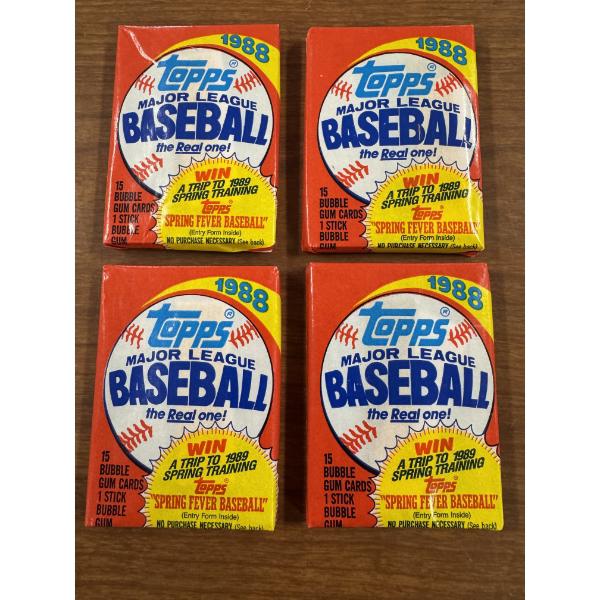 1988
Topps®
MAJOR LEAGUE
BASEBALL
the Real one!
WIN
A TRIP TO 1989
SPRING TRAINING
Topps
"SPRING FEVER BASEBALL"
(Entry Form Inside)
NO PURCHASE NECESSARY (See back)
15
BUBBLE
GUM CARDS
1 STICK
BUBBLE
GUM
1988
Topps®
MAJOR LEAGUE
BASEBALL
the Real one!
WIN
A TRIP TO 1989
SPRING TRAINING
Topps
"SPRING FEVER BASEBALL"
(Entry Form Inside)
NO PURCHASE NECESSARY (See back)
15
BUBBLE
GUM CARDS
1 STICK
BUBBLE
GUM
1988
Topps®
MAJOR LEAGUE
BASEBALL
the Real one!
WIN
A TRIP TO 1989
SPRING TRAINING
Topps
"SPRING FEVER BASEBALL"
(Entry Form Inside)
NO PURCHASE NECESSARY (See back)
15
BUBBLE
GUM CARDS
1 STICK
BUBBLE
GUM
1988
Topps®
MAJOR LEAGUE
BASEBALL
the Real one!
WIN
A TRIP TO 1989
SPRING TRAINING
Topps
"SPRING FEVER BASEBALL"
(Entry Form Inside)
NO PURCHASE NECESSARY (See back)
15
BUBBLE
GUM CARDS
1 STICK
BUBBLE
GUM